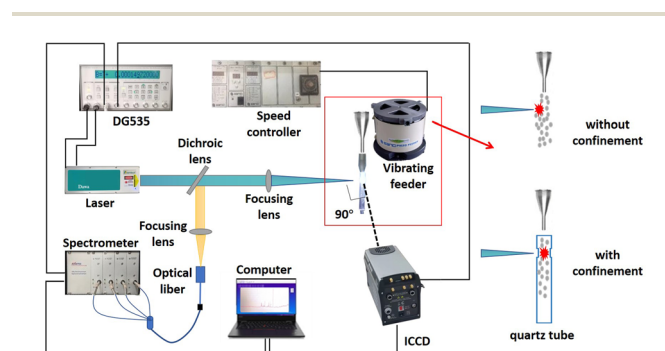 DG535
Speed
controller
Dichroic
lens
Laser
Focusing
lens
90°
Vibrating
feeder
without
confinement
Focusing
lens
Spectrometer
Optical
liber
Computer
ICCD
with
confinement
quartz tube